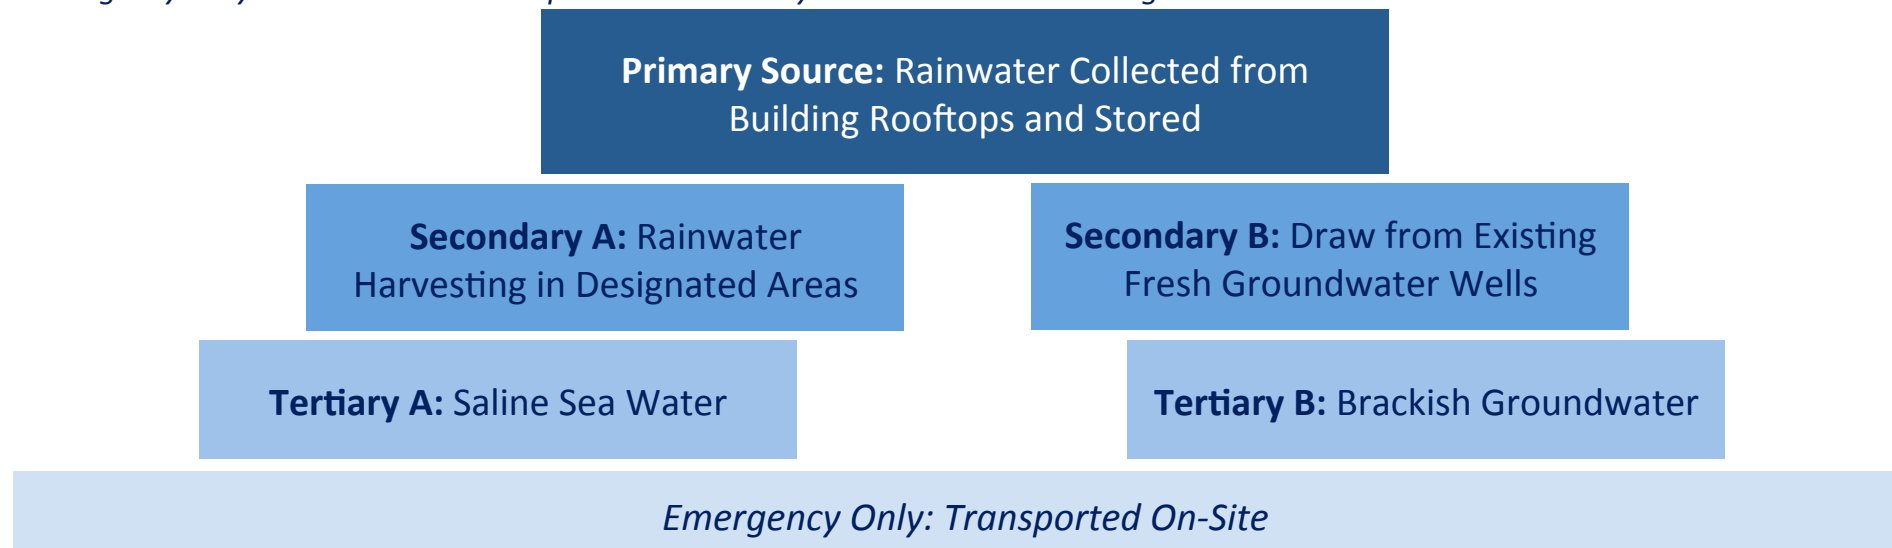 Primary Source: Rainwater Collected from
Building Rooftops and Stored
Secondary A: Rainwater
Harvesting in Designated Areas
Secondary B: Draw from Existing
Fresh Groundwater Wells
Tertiary A: Saline Sea Water
Tertiary B: Brackish Groundwater
Emergency Only: Transported On-Site